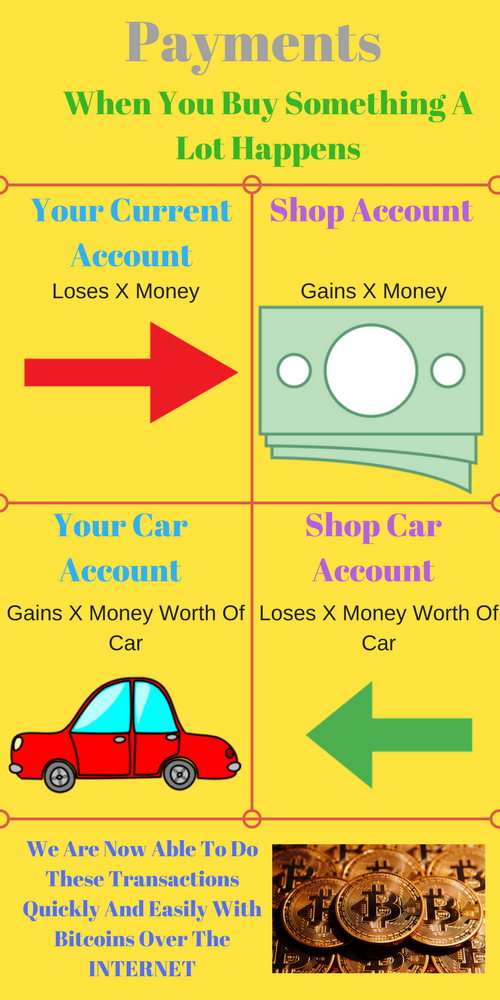 Payments
When You Buy Something A
Lot Happens
Your Current
Account
Loses X Money
Shop Account
Gains X Money
Your Car
Account
Gains X Money Worth Of
Car
Shop Car
Account
Loses X Money Worth Of
Car
We Are Now Able To Do
These Transactions
Quickly And Easily With
Bitcoins Over The
INTERNET